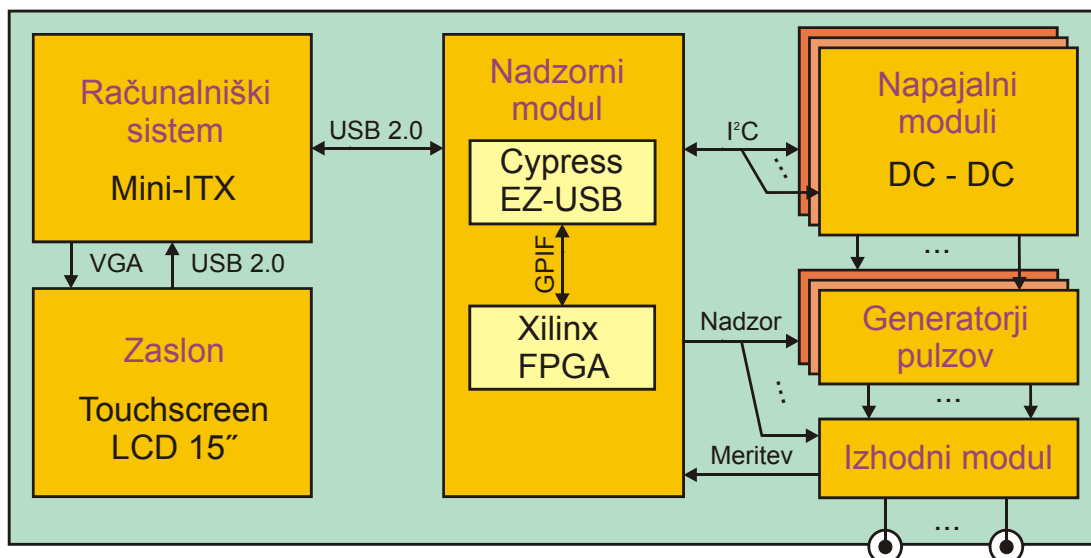 Računalniški
sistem
Mini-ITX
USB 2.0
VGA
USB 2.0
Zaslon
Touchscreen
LCD 15˝
Nadzorni
modul
Cypress
EZ-USB
GPIF
Xilinx
FPGA
I²C
...
Napajalni
moduli
DC - DC
...
Nadzor
...
Generatorji
pulzov
...
Meritev
Izhodni modul
...